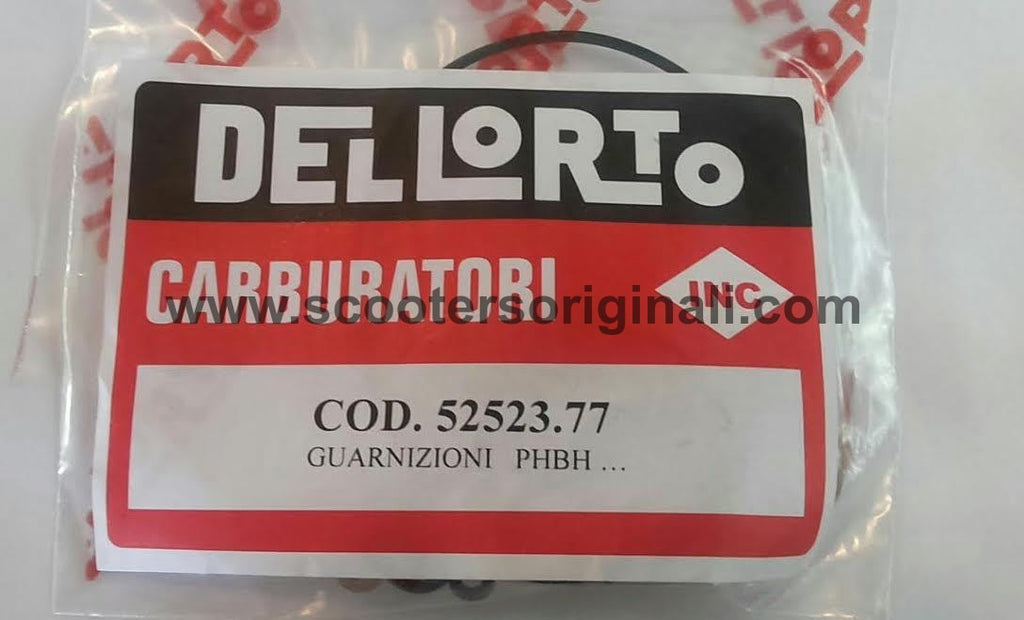 DELLORTO
CARBURATORI
INC
www.scootersoriginali.com
COD. 52523.77
GUARNIZIONI PHBH ...